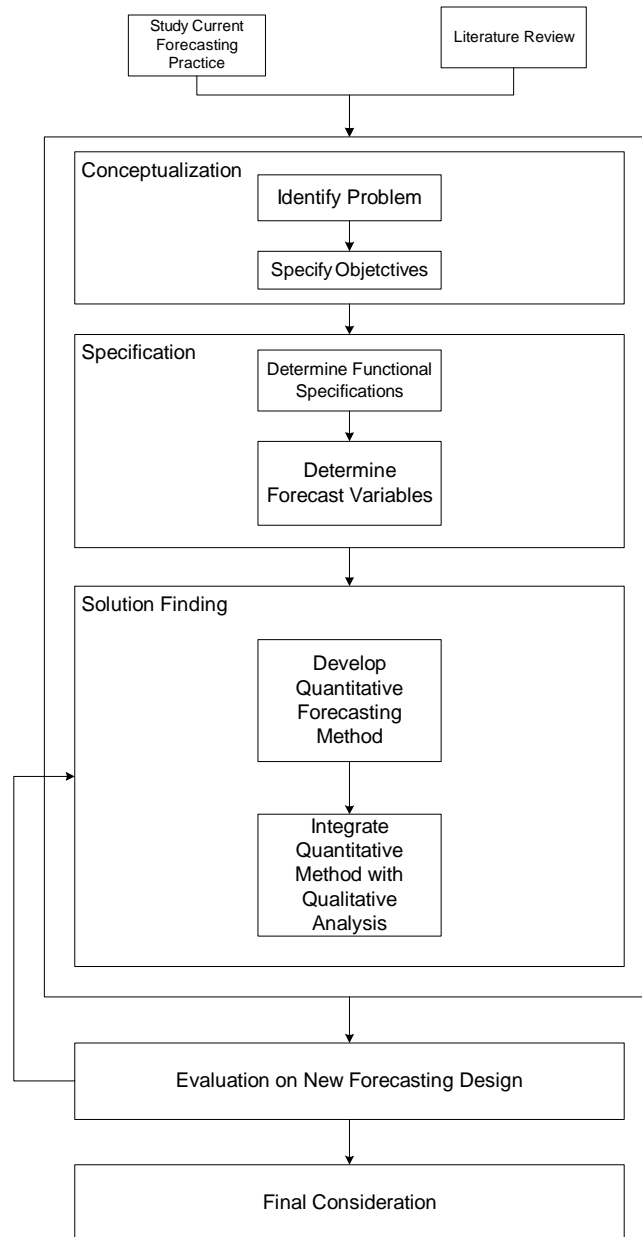 Study Current
Forecasting
Practice
Literature Review
Conceptualization
Identify Problem
Specify Objetctives
Specification
Determine Functional
Specifications
Determine
Forecast Variables
Solution Finding
Develop
Quantitative
Forecasting
Method
Integrate
Quantitative
Method with
Qualitative
Analysis
Evaluation on New Forecasting Design
Final Consideration